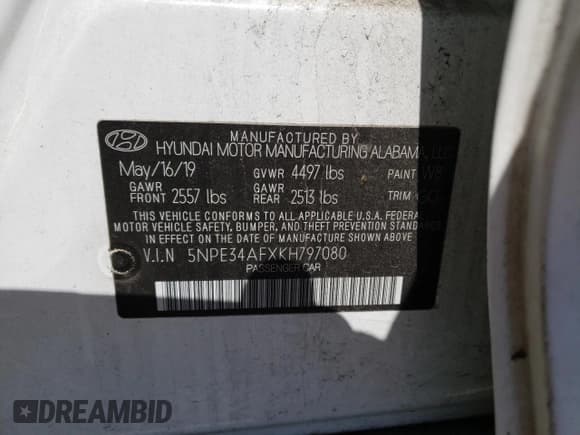 MANUFACTURED BY
HYUNDAI MOTOR MANUFACTURING ALABAMA, LLC
May/16/19 GVWR 4497 lbs PAINT W8
GAWR FRONT 2557 lbs GAWR REAR 2513 lbs TRIM
THIS VEHICLE CONFORMS TO ALL APPLICABLE U.S.A. FEDERAL
MOTOR VEHICLE SAFETY, BUMPER, AND THEFT PREVENTION STANDARDS
IN EFFECT ON THE DATE OF MANUFACTURE SHOWN ABOVE.
V.I.N 5NPE34AFXKH797080
PASSENGER CAR
DREAMBID